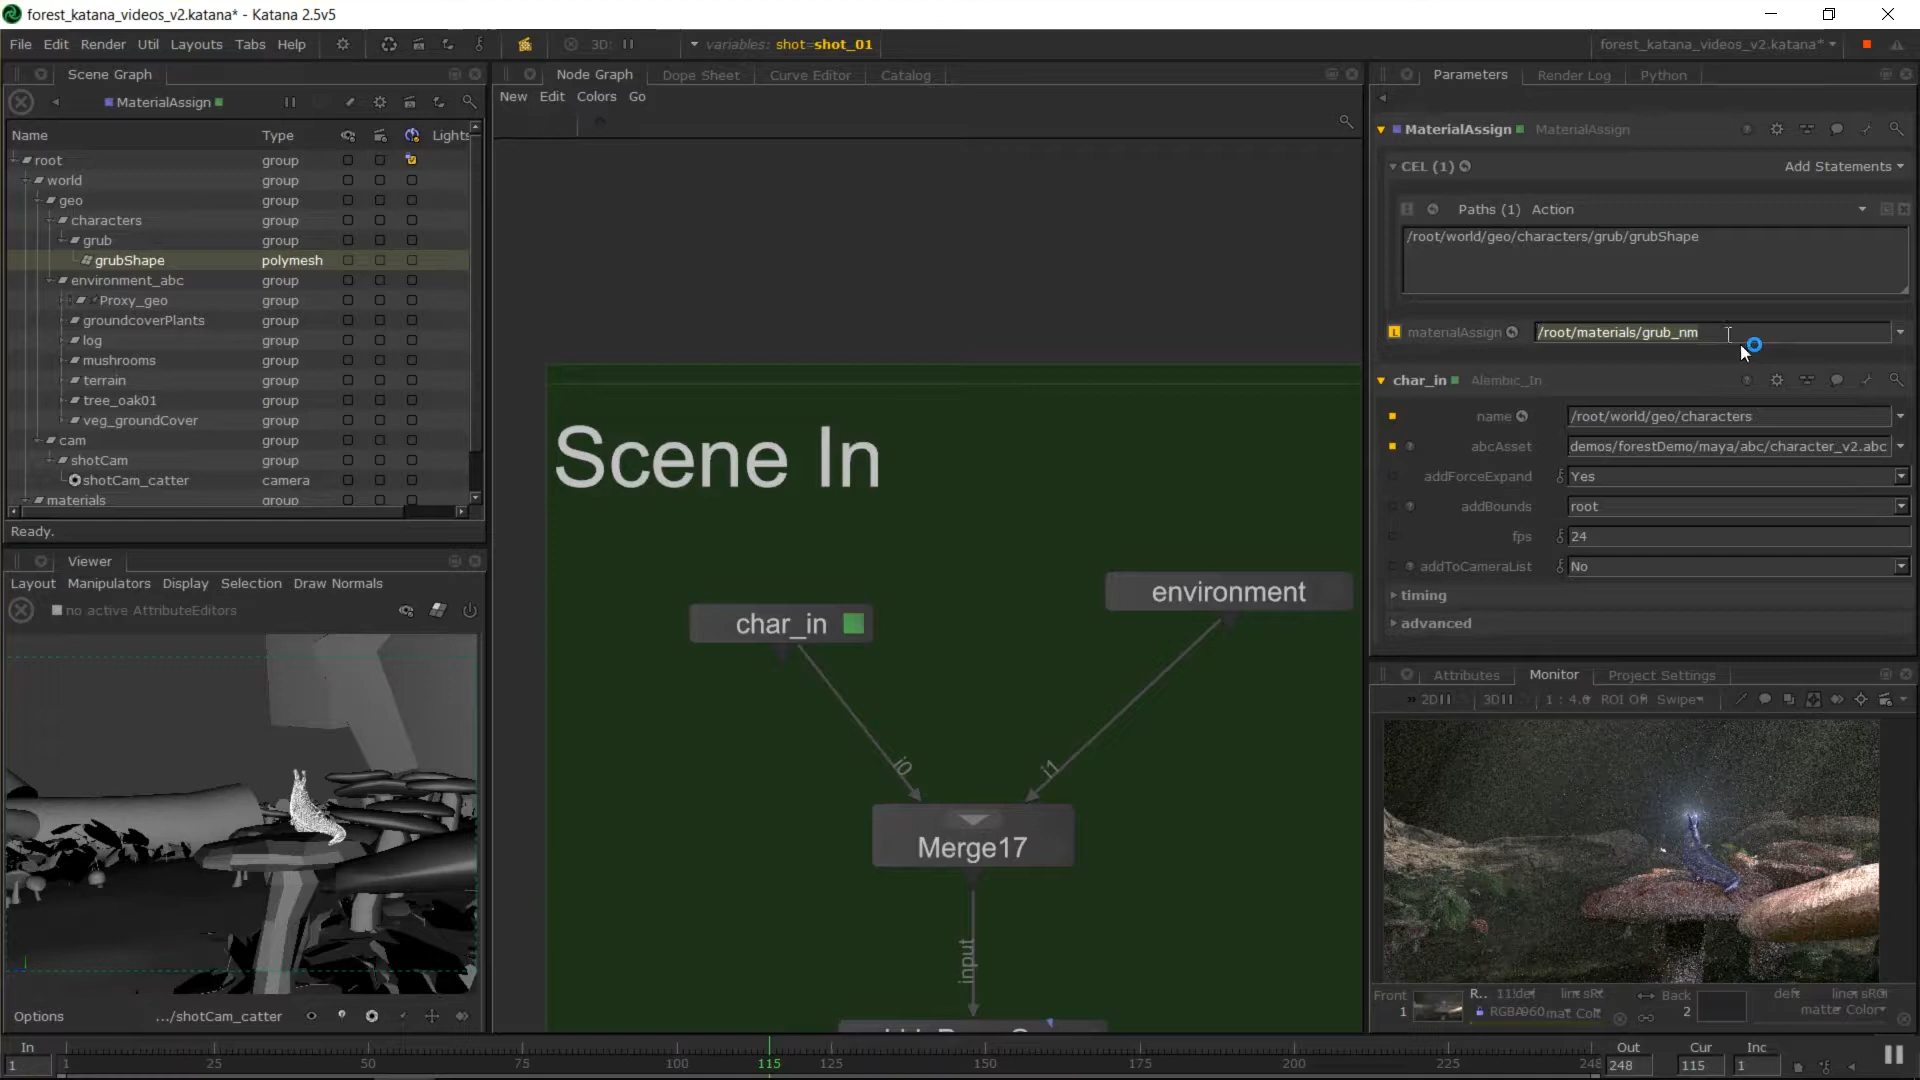 forest_katana_videos_v2.katana* - Katana 2.5v5
File Edit Render Util Layouts Tabs Help
3D:
variables: shot=shot_01
forest_katana_videos_v2.katana*
Scene Graph
MaterialAssign
Name Type Lights
root group
world group
geo group
characters group
grub group
grubShape polymesh
environment_abc group
Proxy_geo group
groundcoverPlants group
log group
mushrooms group
terrain group
tree_oak01 group
veg_groundCover group
cam group
shotCam group
shotCam_catter camera
materials group
Ready.
Viewer
Layout Manipulators Display Selection Draw Normals
no active AttributeEditors
Options .../shotCam_catter
Node Graph Dope Sheet Curve Editor Catalog
New Edit Colors Go
Scene In
char_in
environment
i0
i1
Merge17
input
Parameters Render Log Python
MaterialAssign MaterialAssign
CEL (1) Add Statements
Paths (1) Action
/root/world/geo/characters/grub/grubShape
materialAssign /root/materials/grub_nm
char_in Alembic_In
name /root/world/geo/characters
abcAsset demos/forestDemo/maya/abc/character_v2.abc
addForceExpand Yes
addBounds root
fps 24
addToCameraList No
timing
advanced
Attributes Monitor Project Settings
2D 3D 1 : 4.0 ROI Off Swipe
Front 1
Back 2
In 1
1 25 50 75 100 115 125 150 175 200 225 248
Out 248
Cur 115
Inc 1